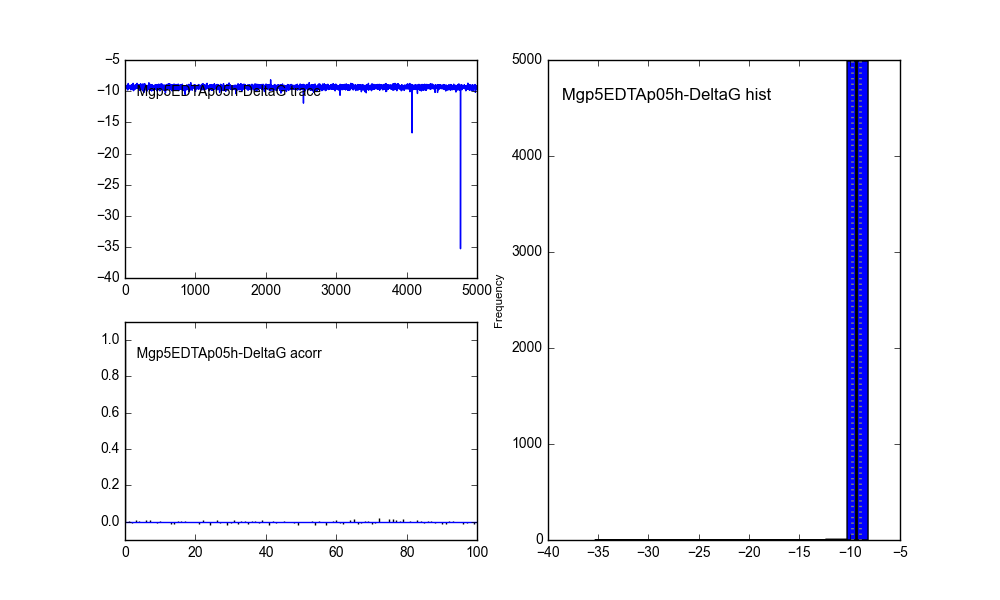 −5
−10
−15
−20
−25
−30
−35
−40
Mgp5EDTAp05h-DeltaG trace
0 1000 2000 3000 4000 5000
1.0
0.8
0.6
0.4
0.2
0.0
Mgp5EDTAp05h-DeltaG acorr
0 20 40 60 80 100
Frequency
5000
4000
3000
2000
1000
0
Mgp5EDTAp05h-DeltaG hist
−40 −35 −30 −25 −20 −15 −10 −5